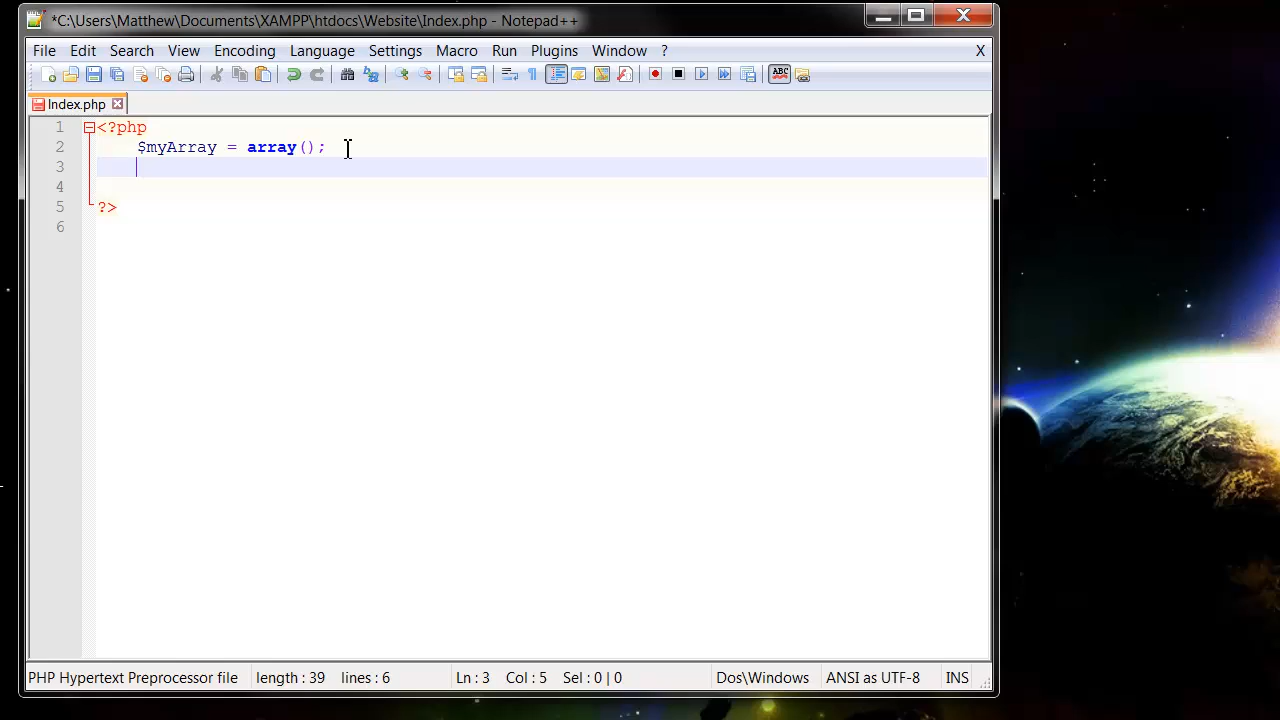 *C:\Users\Matthew\Documents\XAMPP\htdocs\Website\Index.php - Notepad++
File Edit Search View Encoding Language Settings Macro Run Plugins Window ? X
ABC
Index.php
1 <?php
2 $myArray = array();
3
4
5 ?>
6
PHP Hypertext Preprocessor file length : 39 lines : 6 Ln : 3 Col : 5 Sel : 0 | 0 Dos\Windows ANSI as UTF-8 INS